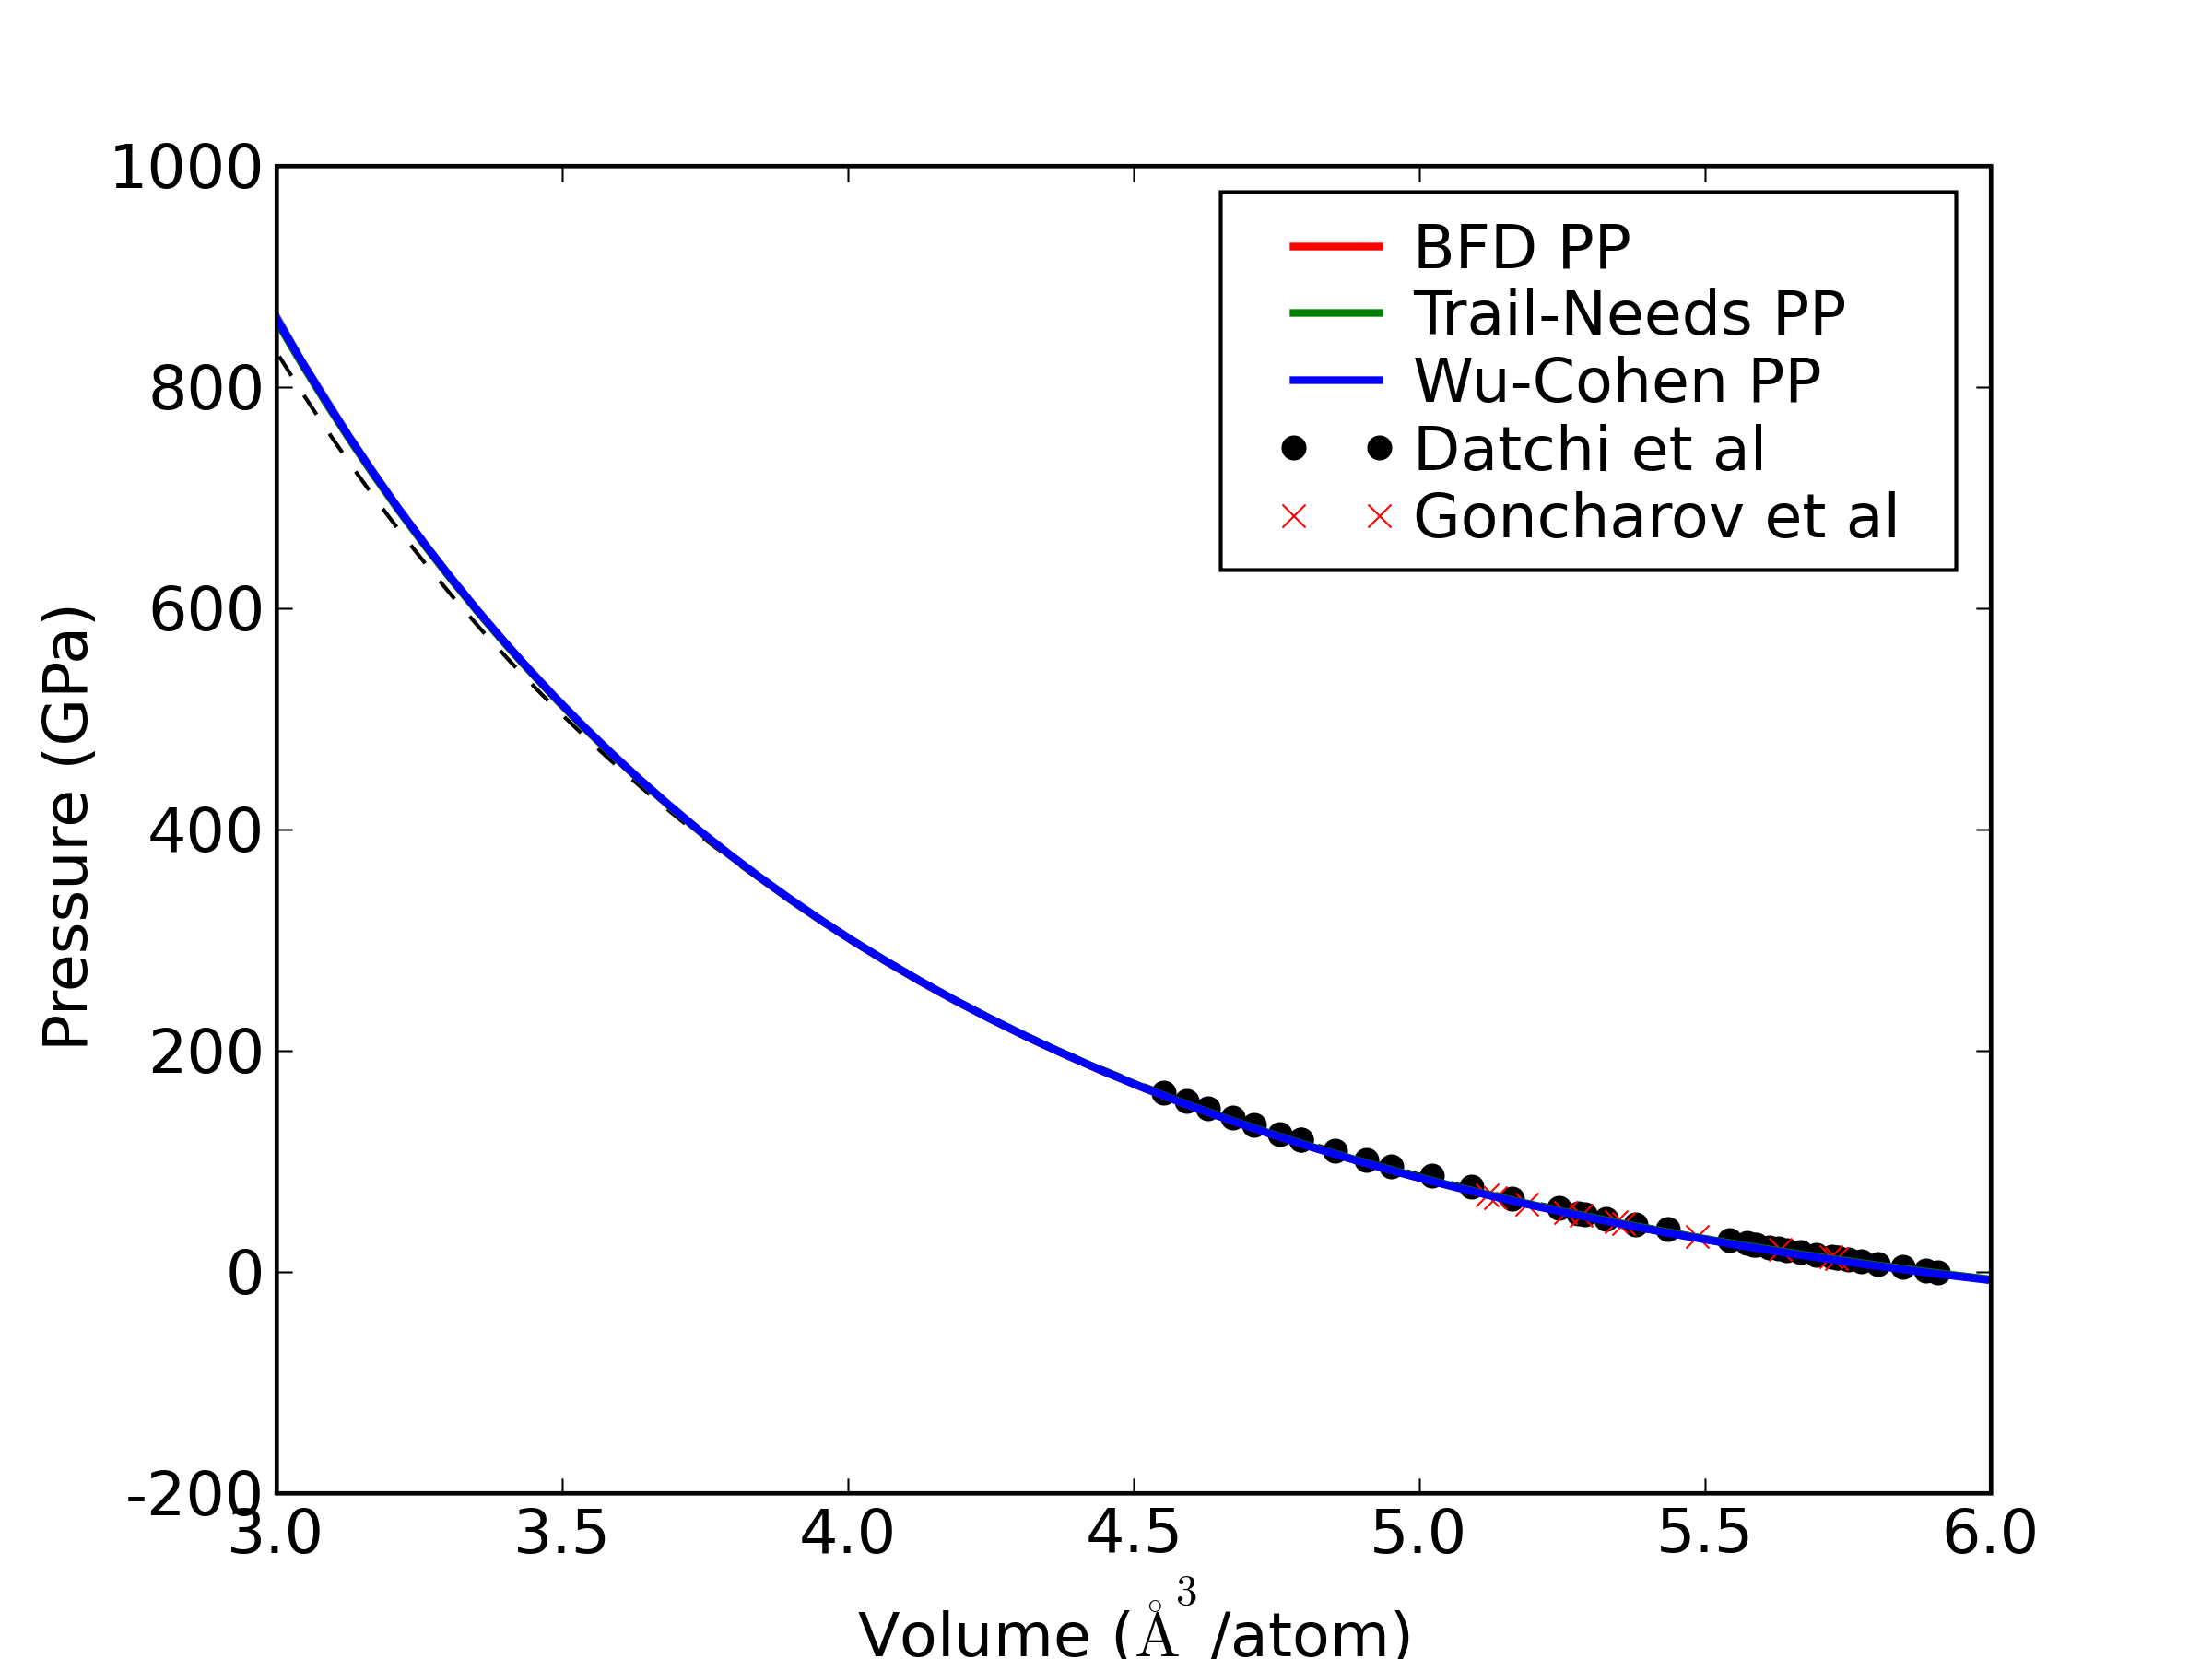 1000
800
600
400
200
0
-200
Pressure (GPa)
BFD PP
Trail-Needs PP
Wu-Cohen PP
Datchi et al
Goncharov et al
3.0 3.5 4.0 4.5 5.0 5.5 6.0
Volume (Å³/atom)